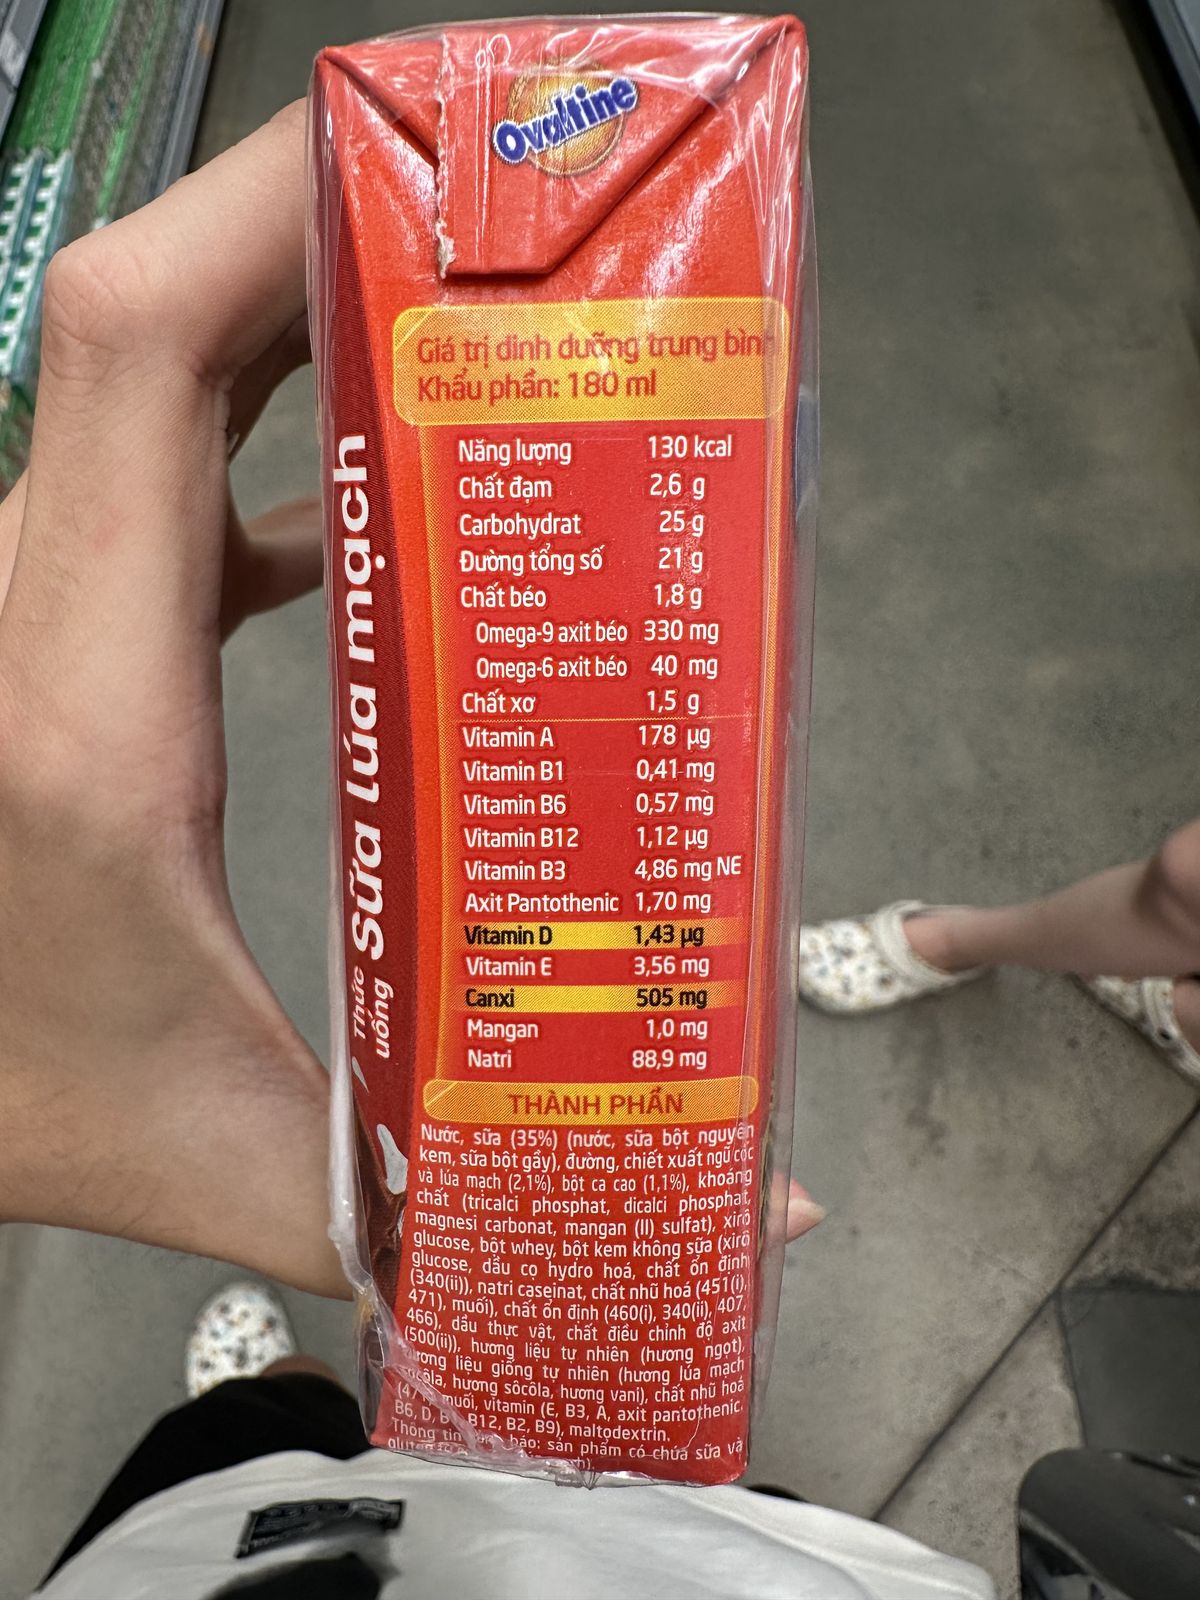 Ovaltine
Giá trị dinh dưỡng trung bình
Khẩu phần: 180 ml
Năng lượng 130 kcal
Chất đạm 2,6 g
Carbohydrat 25 g
Đường tổng số 21 g
Chất béo 1,8 g
Omega-9 axit béo 330 mg
Omega-6 axit béo 40 mg
Chất xơ 1,5 g
Vitamin A 178 µg
Vitamin B1 0,41 mg
Vitamin B6 0,57 mg
Vitamin B12 1,12 µg
Vitamin B3 4,86 mg NE
Axit Pantothenic 1,70 mg
Vitamin D 1,43 µg
Vitamin E 3,56 mg
Canxi 505 mg
Mangan 1,0 mg
Natri 88,9 mg
THÀNH PHẦN
Nước, sữa (35%) (nước, sữa bột nguyên
kem, sữa bột gầy), đường, chiết xuất ngũ cốc
và lúa mạch (2,1%), bột ca cao (1,1%), khoáng
chất (tricalci phosphat, dicalci phosphat,
magnesi carbonat, mangan (II) sulfat), xirô
glucose, bột whey, bột kem không sữa (xirô
glucose, dầu cọ hydro hoá, chất ổn định
(340(ii)), natri caseinat, chất nhũ hoá (451(i),
471), muối), chất ổn định (460(i), 340(ii), 407,
466), dầu thực vật, chất điều chỉnh độ axit
(500(ii)), hương liệu tự nhiên (hương ngọt),
hương liệu giống tự nhiên (hương lúa mạch
sôcôla, hương sôcôla, hương vani), chất nhũ hoá
muối, vitamin (E, B3, A, axit pantothenic,
B6, D, B12, B2, B9), maltodextrin.
Thông tin báo: sản phẩm có chứa sữa và
Thức
uống
Sữa lúa mạch